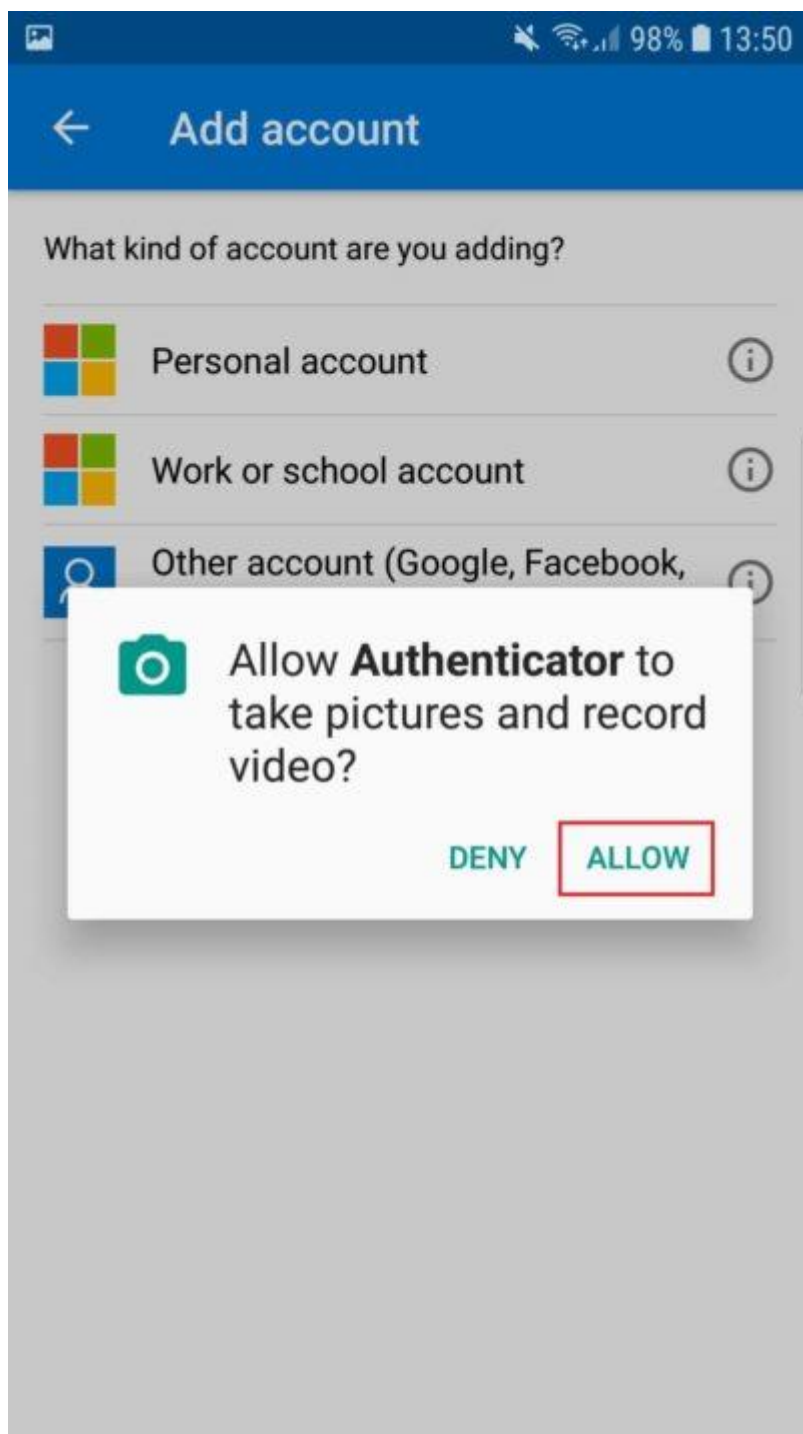 98% 13:50
Add account
What kind of account are you adding?
Personal account
Work or school account
Other account (Google, Facebook,
Allow Authenticator to
take pictures and record
video?
DENY ALLOW